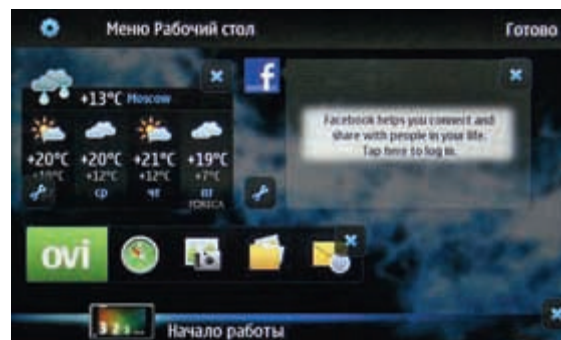 Меню Рабочий стол
Готово
+13°C Moscow
+20°C +20°C +21°C +19°C
+12°C +12°C +7°C
ср чт пт
FORECA
f
Facebook helps you connect and
share with people in your life.
Tap here to log in.
ovi
Начало работы